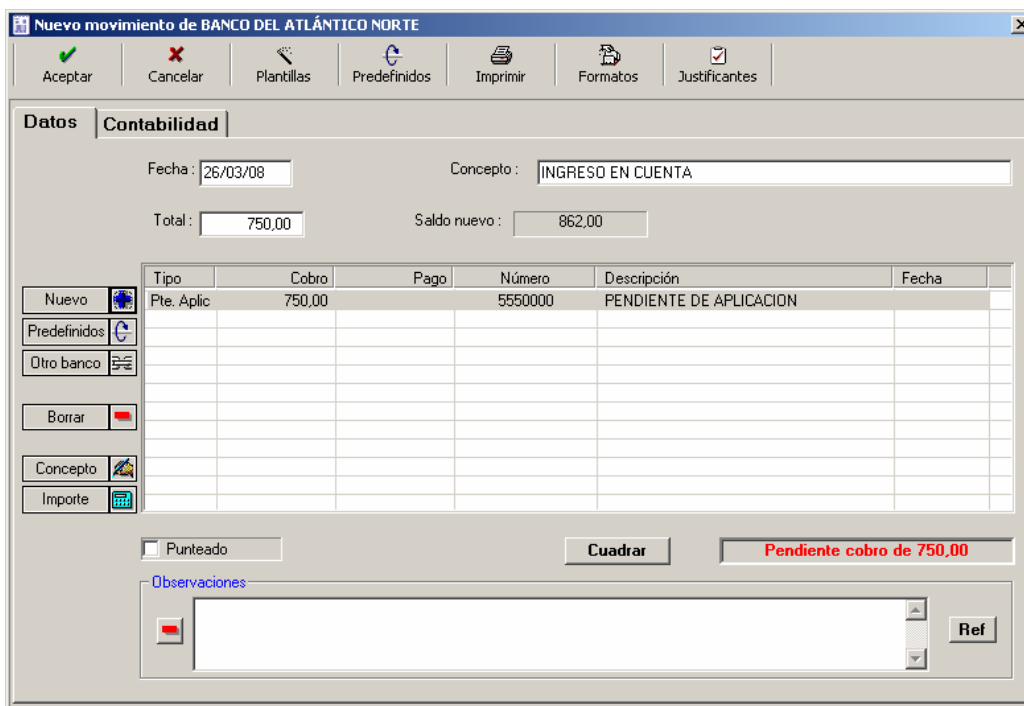 Nuevo movimiento de BANCO DEL ATLÁNTICO NORTE
Aceptar Cancelar Plantillas Predefinidos Imprimir Formatos Justificantes
Datos Contabilidad
Fecha : 26/03/08 Concepto : INGRESO EN CUENTA
Total : 750,00 Saldo nuevo : 862,00
Tipo Cobro Pago Número Descripción Fecha
Nuevo Pte. Aplic 750,00 5550000 PENDIENTE DE APLICACION
Predefinidos
Otro banco
Borrar
Concepto
Importe
Punteado Cuadrar Pendiente cobro de 750,00
Observaciones
Ref